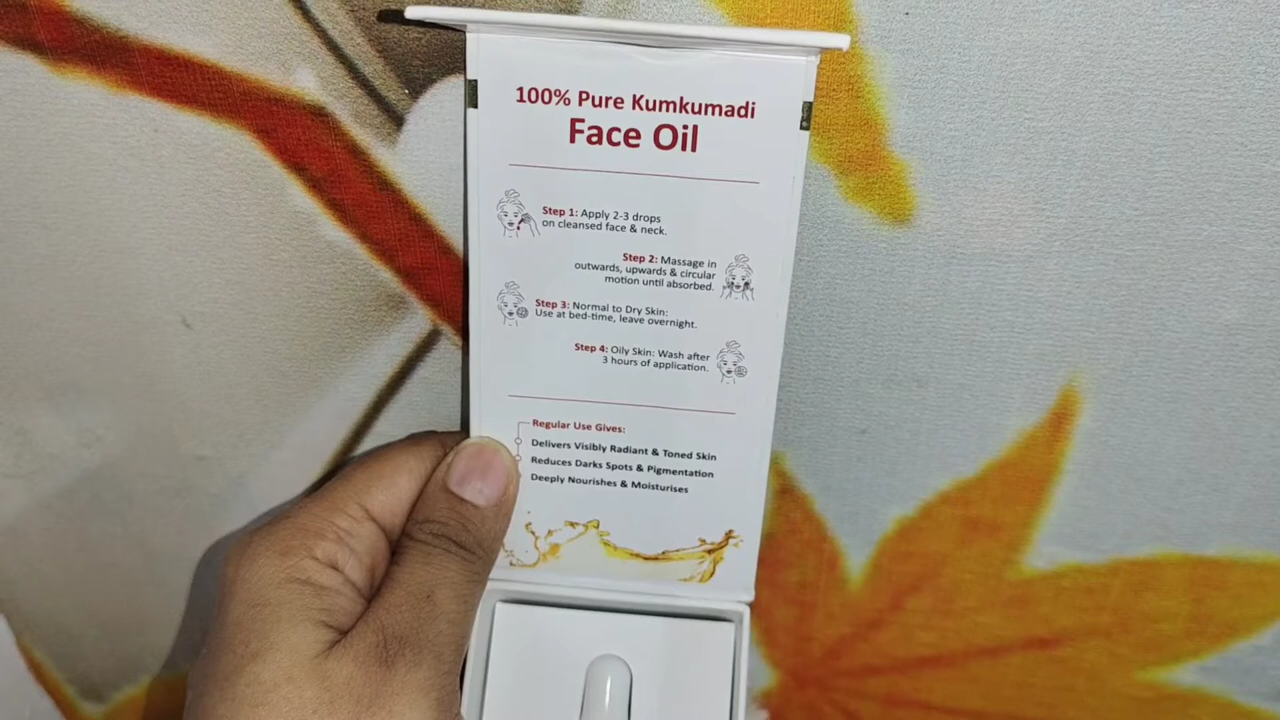 100% Pure Kumkumadi
Face Oil
Step 1: Apply 2-3 drops
on cleansed face & neck.
Step 2: Massage in
outwards, upwards & circular
motion until absorbed.
Step 3: Normal to Dry Skin:
Use at bed-time, leave overnight.
Step 4: Oily Skin: Wash after
3 hours of application.
Regular Use Gives:
Delivers Visibly Radiant & Toned Skin
Reduces Darks Spots & Pigmentation
Deeply Nourishes & Moisturises